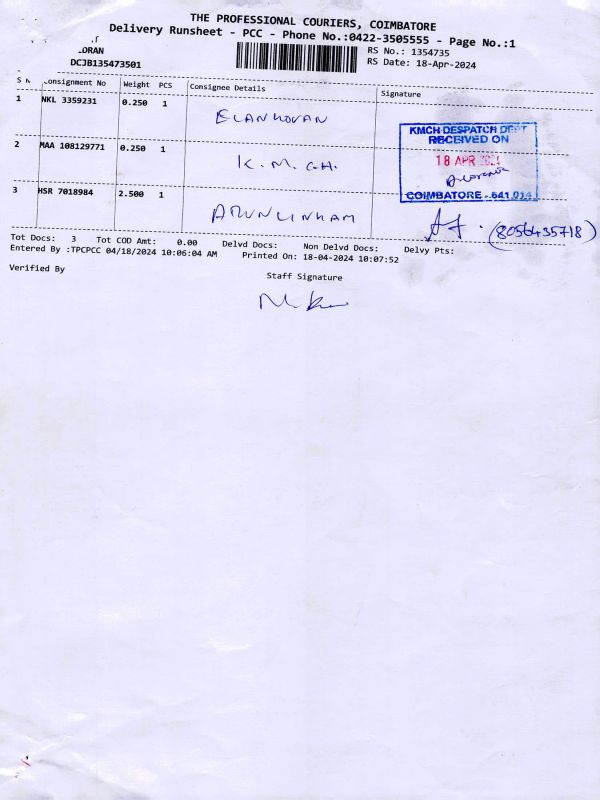 THE PROFESSIONAL COURIERS, COIMBATORE
Delivery Runsheet - PCC - Phone No.:0422-3505555 - Page No.:1
.ORAN
RS No.: 1354735
DCJB135473501
RS Date: 18-Apr-2024
S N Consignment No Weight PCS Consignee Details Signature
1 NKL 3359231 0.250 1 ELANKOVAN
KMCH DESPATCH DEPT
RECEIVED ON
2 MAA 108129771 0.250 1 K.M.C.H.
18 APR 2024
COIMBATORE - 641 014
3 HSR 7018984 2.500 1 ARUNLINHAM
(8056435718)
Tot Docs: 3 Tot COD Amt: 0.00 Delvd Docs: Non Delvd Docs: Delvy Pts:
Entered By :TPCPCC 04/18/2024 10:06:04 AM Printed On: 18-04-2024 10:07:52
Verified By
Staff Signature